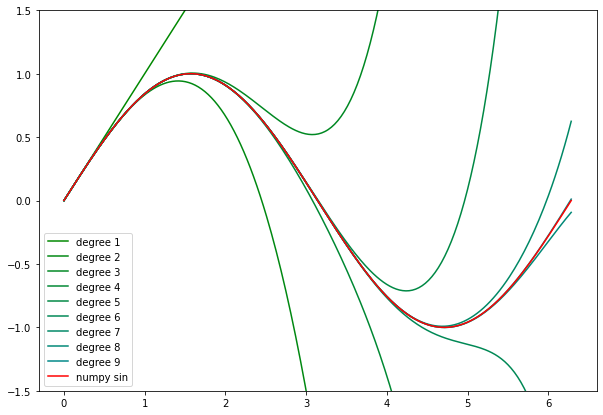 1.5
1.0
0.5
0.0
−0.5
−1.0
−1.5
degree 1
degree 2
degree 3
degree 4
degree 5
degree 6
degree 7
degree 8
degree 9
numpy sin
0 1 2 3 4 5 6